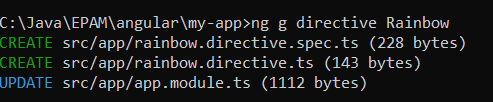 C:\Java\EPAM\angular\my-app>ng g directive Rainbow
CREATE src/app/rainbow.directive.spec.ts (228 bytes)
CREATE src/app/rainbow.directive.ts (143 bytes)
UPDATE src/app/app.module.ts (1112 bytes)